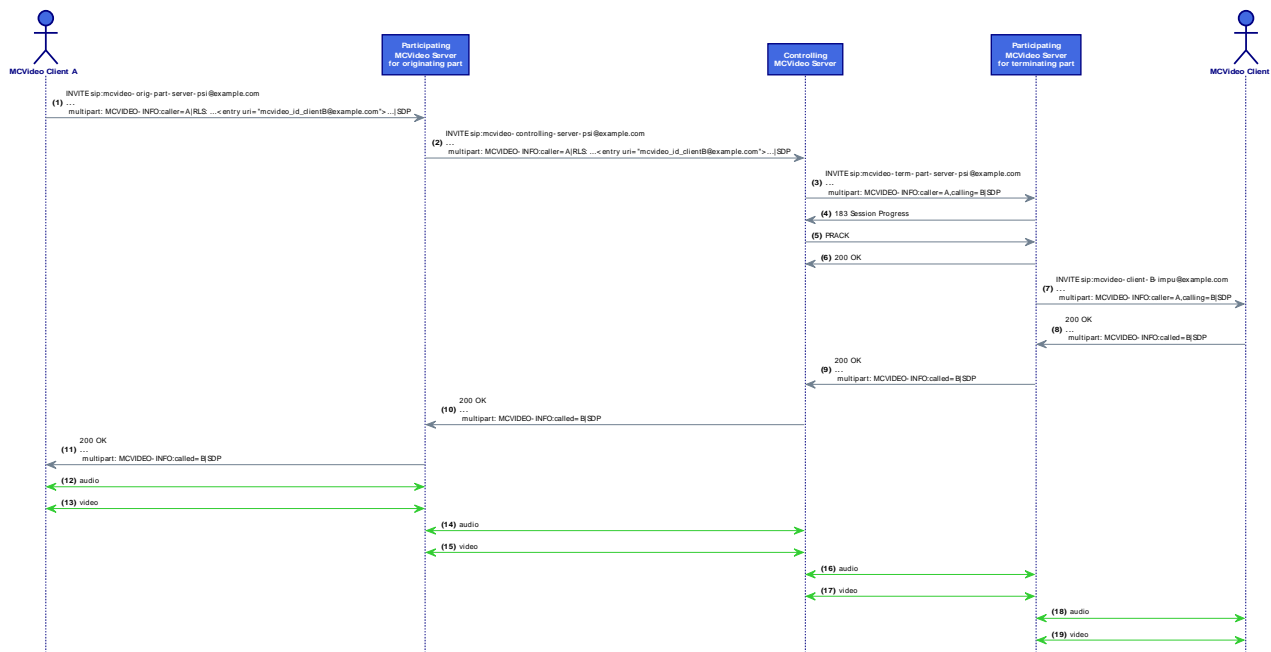 MCVideo Client A
Participating
MCVideo Server
for originating part
Controlling
MCVideo Server
Participating
MCVideo Server
for terminating part
MCVideo Client
INVITE sip:mcvideo-orig-part-server-psi@example.com
(1) ...
multipart: MCVIDEO-INFO:caller=A|RLS: ...<entry uri="mcvideo_id_clientB@example.com">...|SDP
INVITE sip:mcvideo-controlling-server-psi@example.com
(2) ...
multipart: MCVIDEO-INFO:caller=A|RLS: ...<entry uri="mcvideo_id_clientB@example.com">...|SDP
INVITE sip:mcvideo-term-part-server-psi@example.com
(3) ...
multipart: MCVIDEO-INFO:caller=A,calling=B|SDP
(4) 183 Session Progress
(5) PRACK
(6) 200 OK
INVITE sip:mcvideo-client-B-impu@example.com
(7) ...
multipart: MCVIDEO-INFO:caller=A,calling=B|SDP
200 OK
(8) ...
multipart: MCVIDEO-INFO:called=B|SDP
200 OK
(9) ...
multipart: MCVIDEO-INFO:called=B|SDP
200 OK
(10) ...
multipart: MCVIDEO-INFO:called=B|SDP
200 OK
(11) ...
multipart: MCVIDEO-INFO:called=B|SDP
(12) audio
(13) video
(14) audio
(15) video
(16) audio
(17) video
(18) audio
(19) video